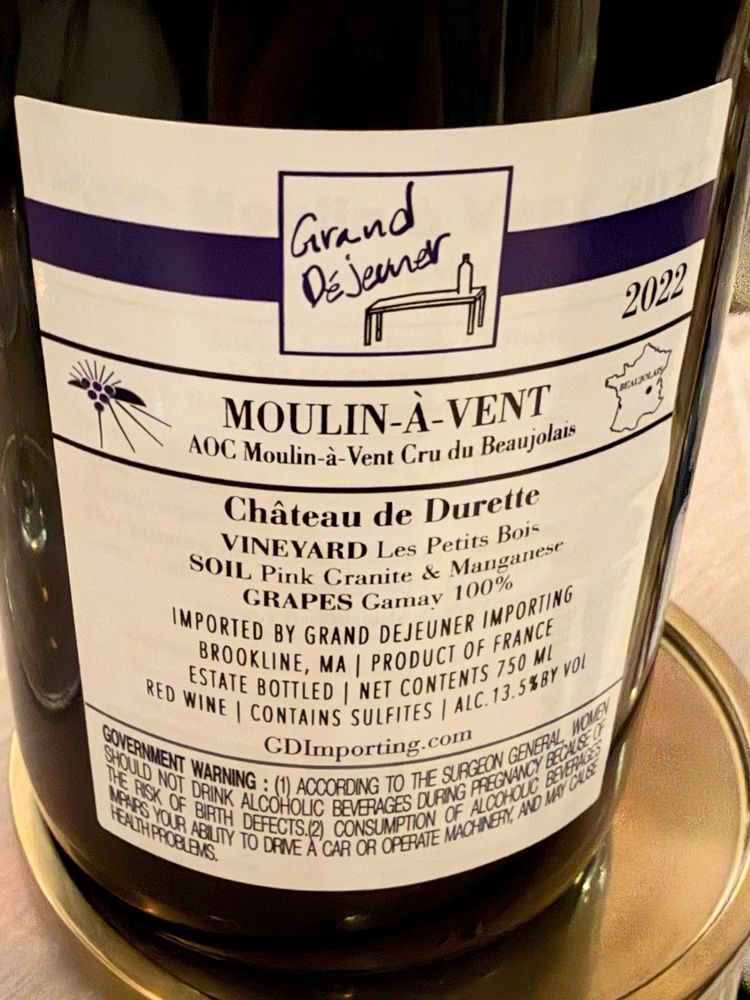 Grand
Déjeuner
2022
BEAUJOLAIS
MOULIN-À-VENT
AOC Moulin-à-Vent Cru du Beaujolais
Château de Durette
VINEYARD Les Petits Bois
SOIL Pink Granite & Manganese
GRAPES Gamay 100%
IMPORTED BY GRAND DEJEUNER IMPORTING
BROOKLINE, MA | PRODUCT OF FRANCE
ESTATE BOTTLED | NET CONTENTS 750 ML
RED WINE | CONTAINS SULFITES | ALC.13.5%BY VOL
GDImporting.com
GOVERNMENT WARNING : (1) ACCORDING TO THE SURGEON GENERAL, WOMEN
SHOULD NOT DRINK ALCOHOLIC BEVERAGES DURING PREGNANCY BECAUSE OF
THE RISK OF BIRTH DEFECTS.(2) CONSUMPTION OF ALCOHOLIC BEVERAGES
IMPAIRS YOUR ABILITY TO DRIVE A CAR OR OPERATE MACHINERY, AND MAY CAUSE
HEALTH PROBLEMS.